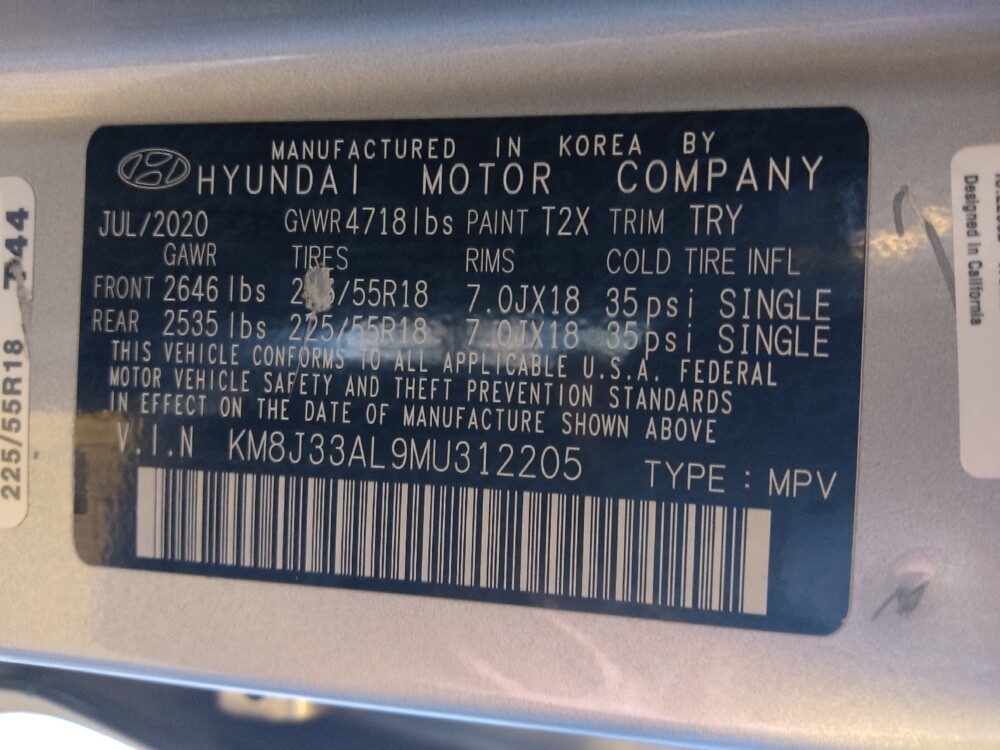 MANUFACTURED IN KOREA BY
HYUNDAI MOTOR COMPANY
JUL/2020 GVWR 4718lbs PAINT T2X TRIM TRY
GAWR TIRES RIMS COLD TIRE INFL
FRONT 2646 lbs /55R18 7.0JX18 35psi SINGLE
REAR 2535 lbs 225/55R18 7.0JX18 35psi SINGLE
THIS VEHICLE CONFORMS TO ALL APPLICABLE U.S.A. FEDERAL
MOTOR VEHICLE SAFETY AND THEFT PREVENTION STANDARDS
IN EFFECT ON THE DATE OF MANUFACTURE SHOWN ABOVE
V.I.N KM8J33AL9MU312205 TYPE : MPV
225/55R18
Designed in California